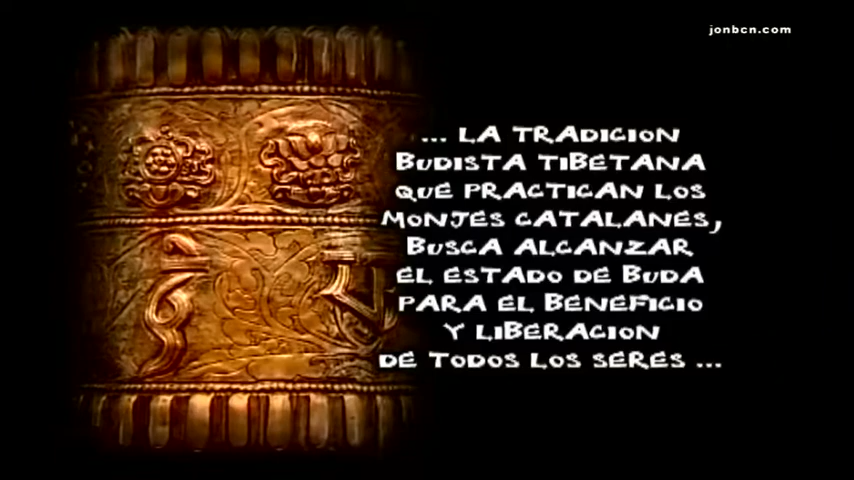 jonbcn.com
... LA TRADICION
BUDISTA TIBETANA
QUE PRACTICAN LOS
MONJES CATALANES,
BUSCA ALCANZAR
EL ESTADO DE BUDA
PARA EL BENEFICIO
Y LIBERACION
DE TODOS LOS SERES ...